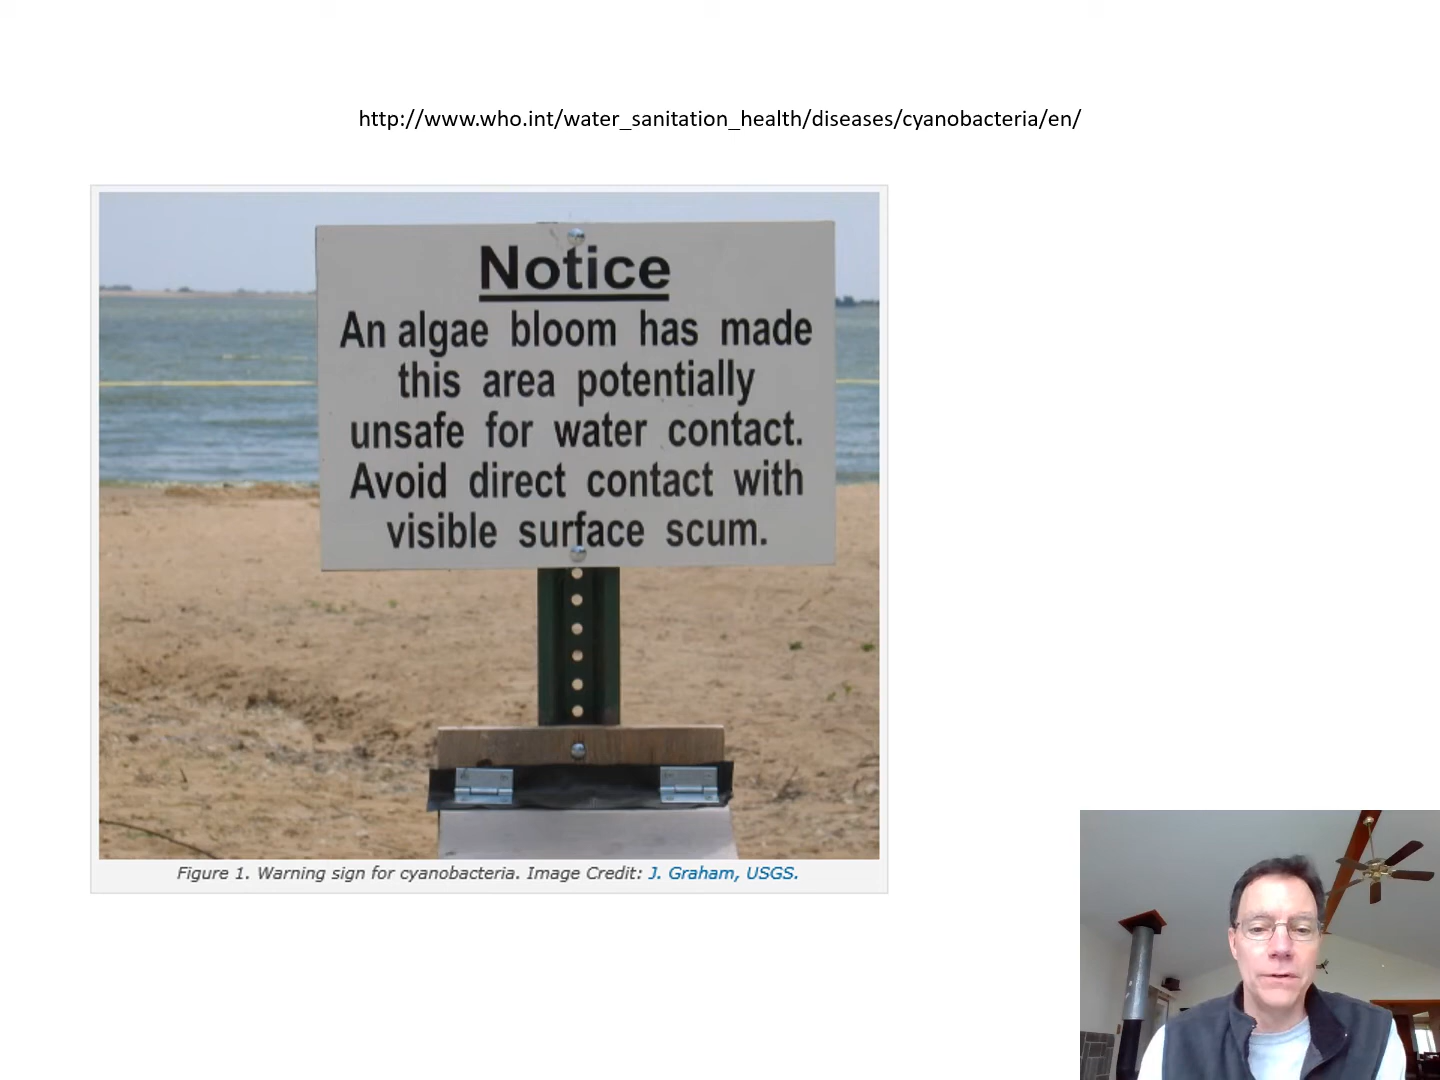 http://www.who.int/water_sanitation_health/diseases/cyanobacteria/en/
Notice
An algae bloom has made
this area potentially
unsafe for water contact.
Avoid direct contact with
visible surface scum.
Figure 1. Warning sign for cyanobacteria. Image Credit: J. Graham, USGS.